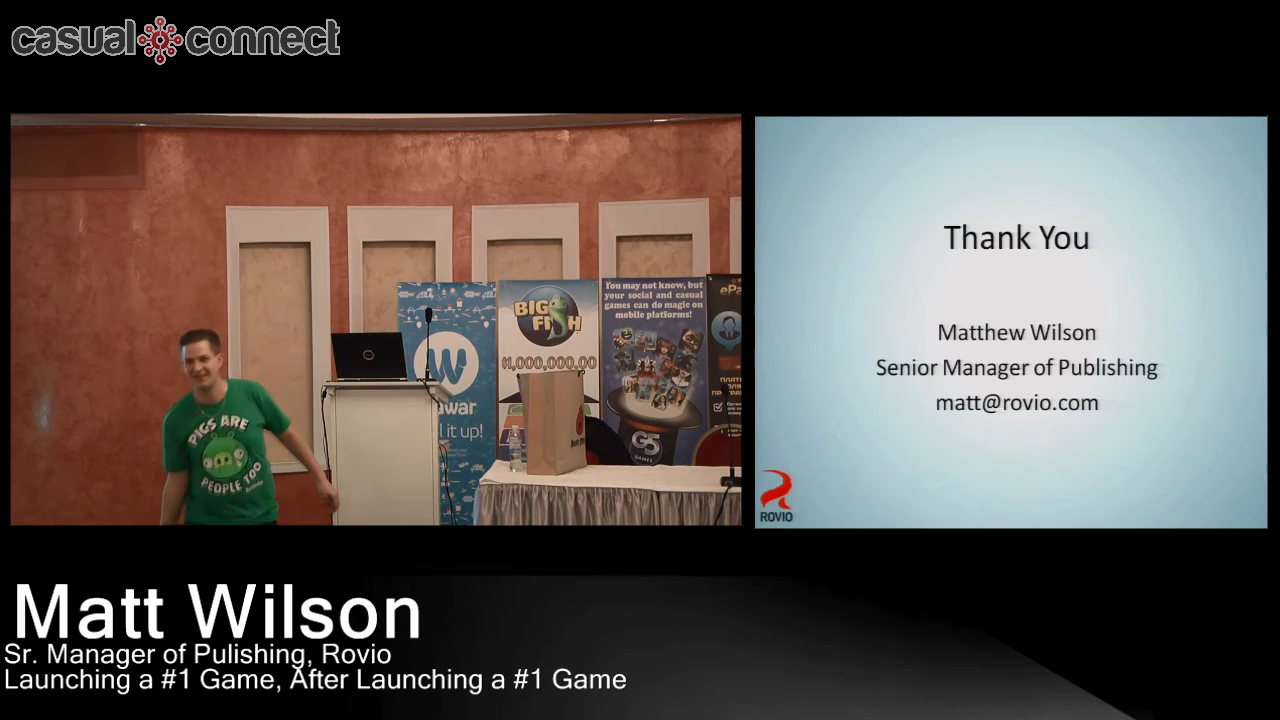 casual connect
PIGS ARE
PEOPLE TOO
W
awar
l it up!
BIG
FISH
$1,000,000.00
You may not know, but
your social and casual
games can do magic on
mobile platforms!
G5
GAMES
ePa
Thank You
Matthew Wilson
Senior Manager of Publishing
matt@rovio.com
ROVIO
Matt Wilson
Sr. Manager of Pulishing, Rovio
Launching a #1 Game, After Launching a #1 Game